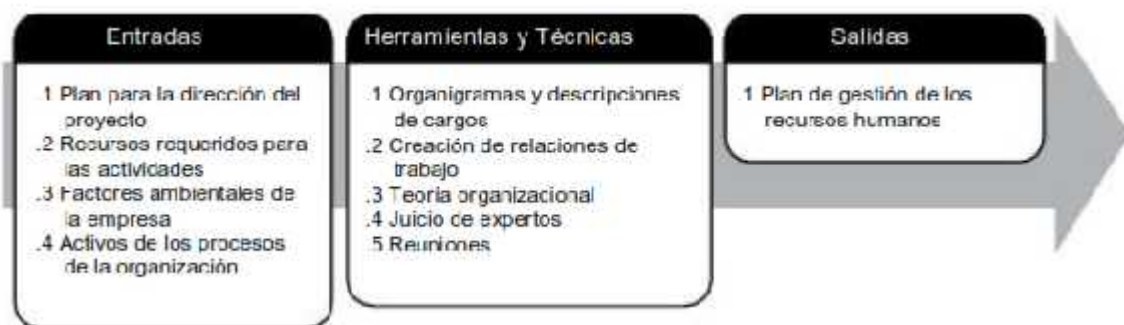 Entradas
.1 Plan para la dirección del
proyecto
.2 Recursos requeridos para
las actividades
.3 Factores ambientales de
la empresa
.4 Activos de los procesos
de la organización
Herramientas y Técnicas
.1 Organigramas y descripciones
de cargos
.2 Creación de relaciones de
trabajo
.3 Teoría organizacional
.4 Juicio de expertos
.5 Reuniones
Salidas
.1 Plan de gestión de los
recursos humanos